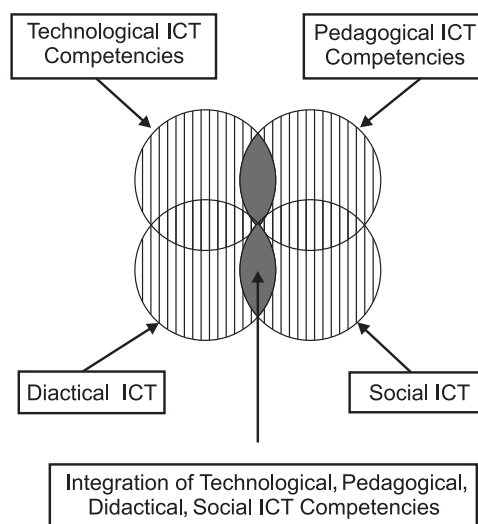 Technological ICT
Competencies
Pedagogical ICT
Competencies
Diactical ICT
Social ICT
Integration of Technological, Pedagogical,
Didactical, Social ICT Competencies